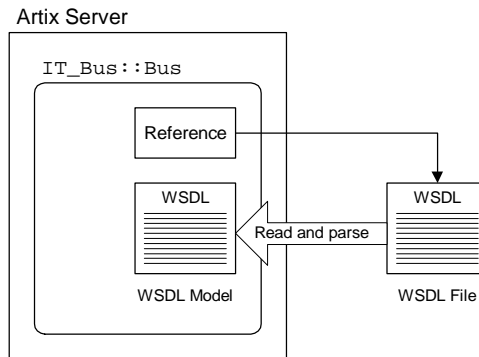 Artix Server
IT_Bus::Bus
Reference
WSDL
WSDL
Read and parse
WSDL Model
WSDL File